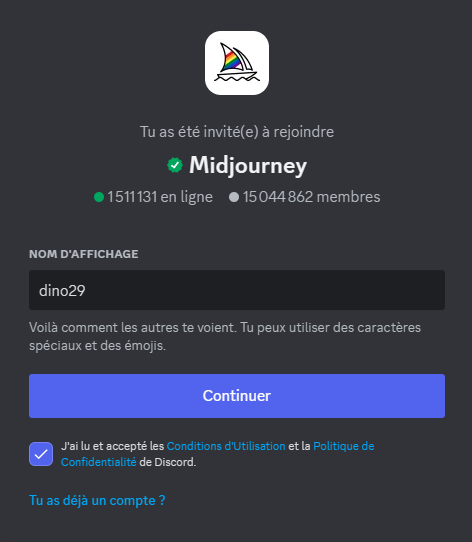 Tu as été invité(e) à rejoindre
Midjourney
1 511 131 en ligne 15 044 862 membres
NOM D'AFFICHAGE
dino29
Voilà comment les autres te voient. Tu peux utiliser des caractères
spéciaux et des émojis.
Continuer
J'ai lu et accepté les Conditions d'Utilisation et la Politique de
Confidentialité de Discord.
Tu as déjà un compte ?